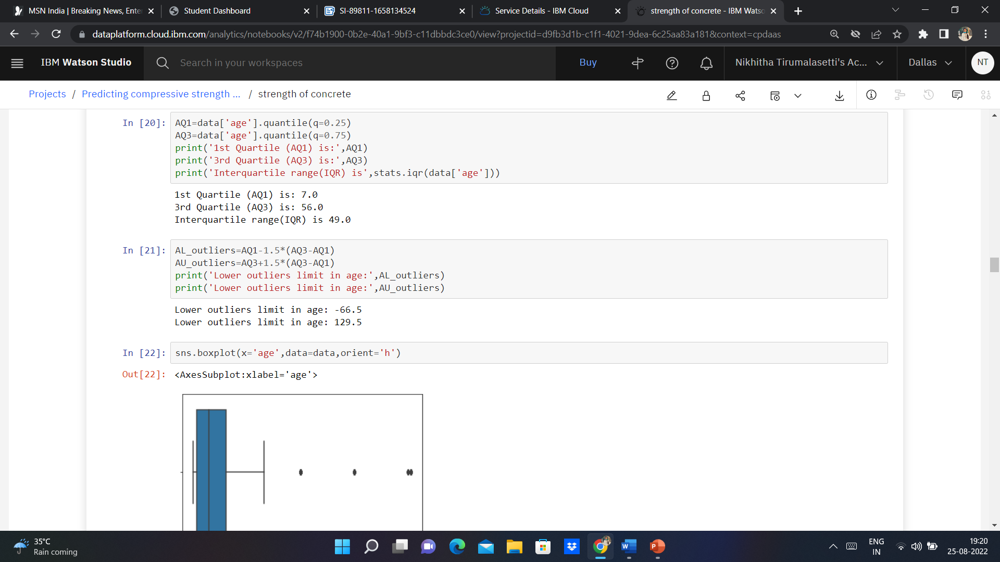 MSN India | Breaking News, Enter
Student Dashboard
SI-89811-1658134524
Service Details - IBM Cloud
strength of concrete - IBM Watso
dataplatform.cloud.ibm.com/analytics/notebooks/v2/f74b1900-0b2e-40a1-9bf3-c11dbbdc3ce0/view?projectid=d9fb3d1b-c1f1-4021-9dea-6c25aa83a181&context=cpdaas
IBM Watson Studio
Search in your workspaces
Buy
Nikhitha Tirumalasetti's Ac...
Dallas
NT
Projects / Predicting compressive strength ... / strength of concrete
In [20]: AQ1=data['age'].quantile(q=0.25)
AQ3=data['age'].quantile(q=0.75)
print('1st Quartile (AQ1) is:',AQ1)
print('3rd Quartile (AQ3) is:',AQ3)
print('Interquartile range(IQR) is',stats.iqr(data['age']))
1st Quartile (AQ1) is: 7.0
3rd Quartile (AQ3) is: 56.0
Interquartile range(IQR) is 49.0
In [21]: AL_outliers=AQ1-1.5*(AQ3-AQ1)
AU_outliers=AQ3+1.5*(AQ3-AQ1)
print('Lower outliers limit in age:',AL_outliers)
print('Lower outliers limit in age:',AU_outliers)
Lower outliers limit in age: -66.5
Lower outliers limit in age: 129.5
In [22]: sns.boxplot(x='age',data=data,orient='h')
Out[22]: <AxesSubplot:xlabel='age'>
35°C
Rain coming
ENG
IN
19:20
25-08-2022